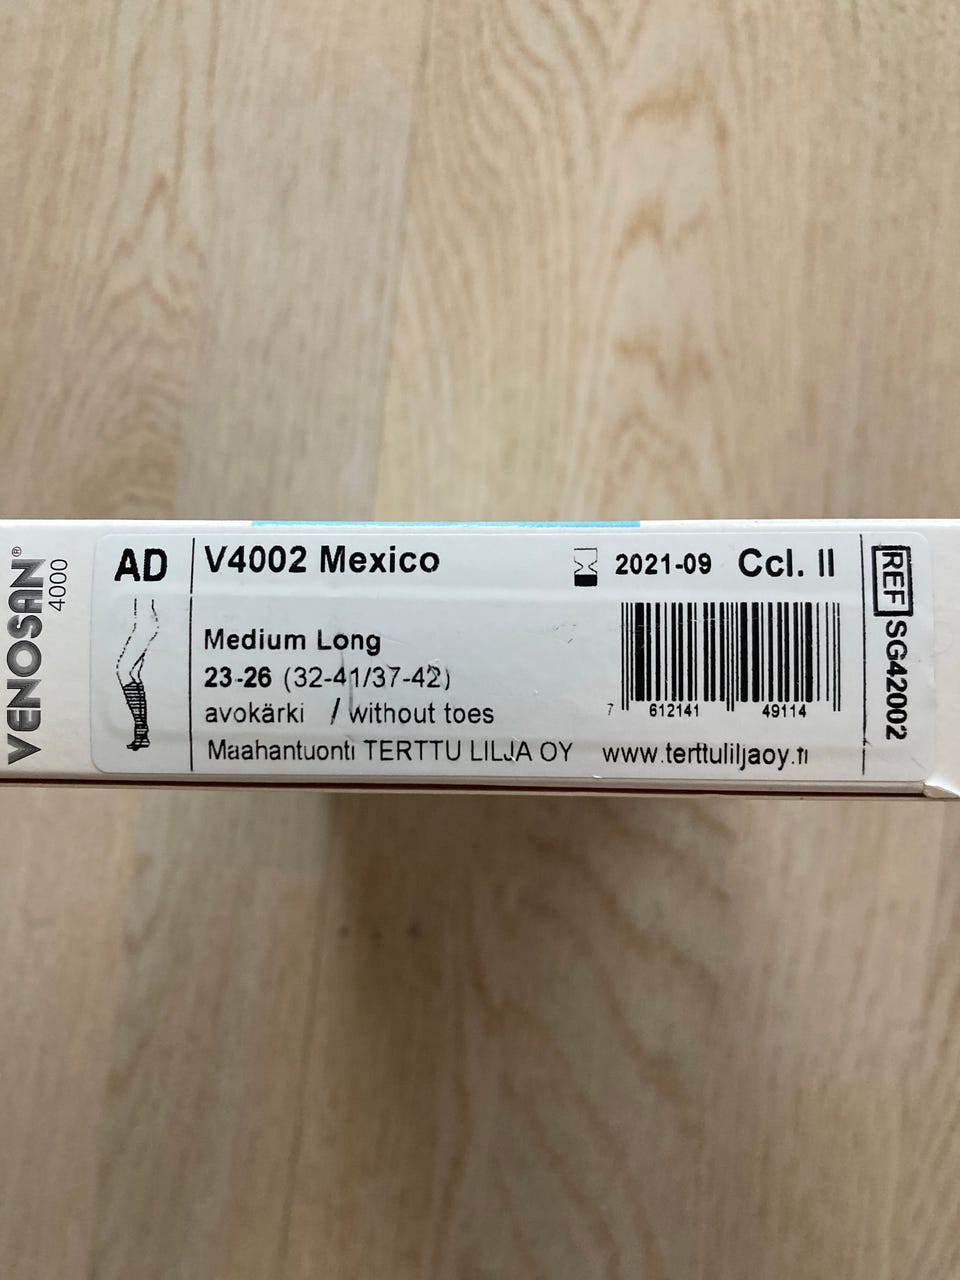 VENOSAN®
4000
AD
V4002 Mexico
2021-09 Ccl. II
Medium Long
23-26 (32-41/37-42)
avokärki / without toes
7 612141 49114
Maahantuonti TERTTU LILJA OY www.terttuliljaoy.fi
REF SG42002